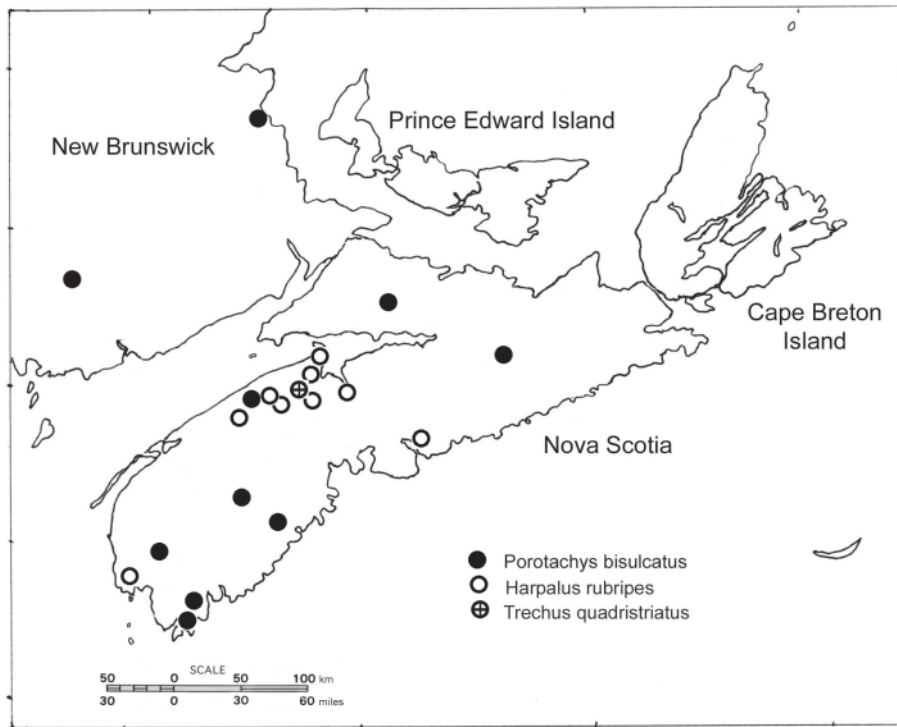 Prince Edward Island
New Brunswick
Cape Breton
Island
Nova Scotia
Porotachys bisulcatus
Harpalus rubripes
Trechus quadristriatus
SCALE
50 0 50 100 km
30 0 30 60 miles